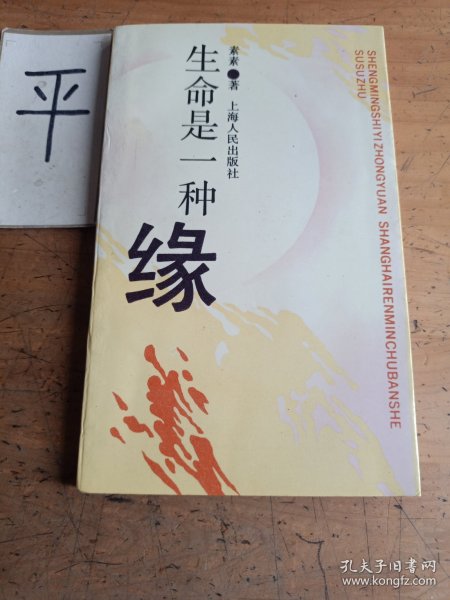 平
生命是一种
缘
素素●著 上海人民出版社
SHENGMINGSHIYIZHONGYUAN SHANGHAIRENMINCHUBANSHE
SUSUZHU
孔夫子旧书网
www.kongfz.com